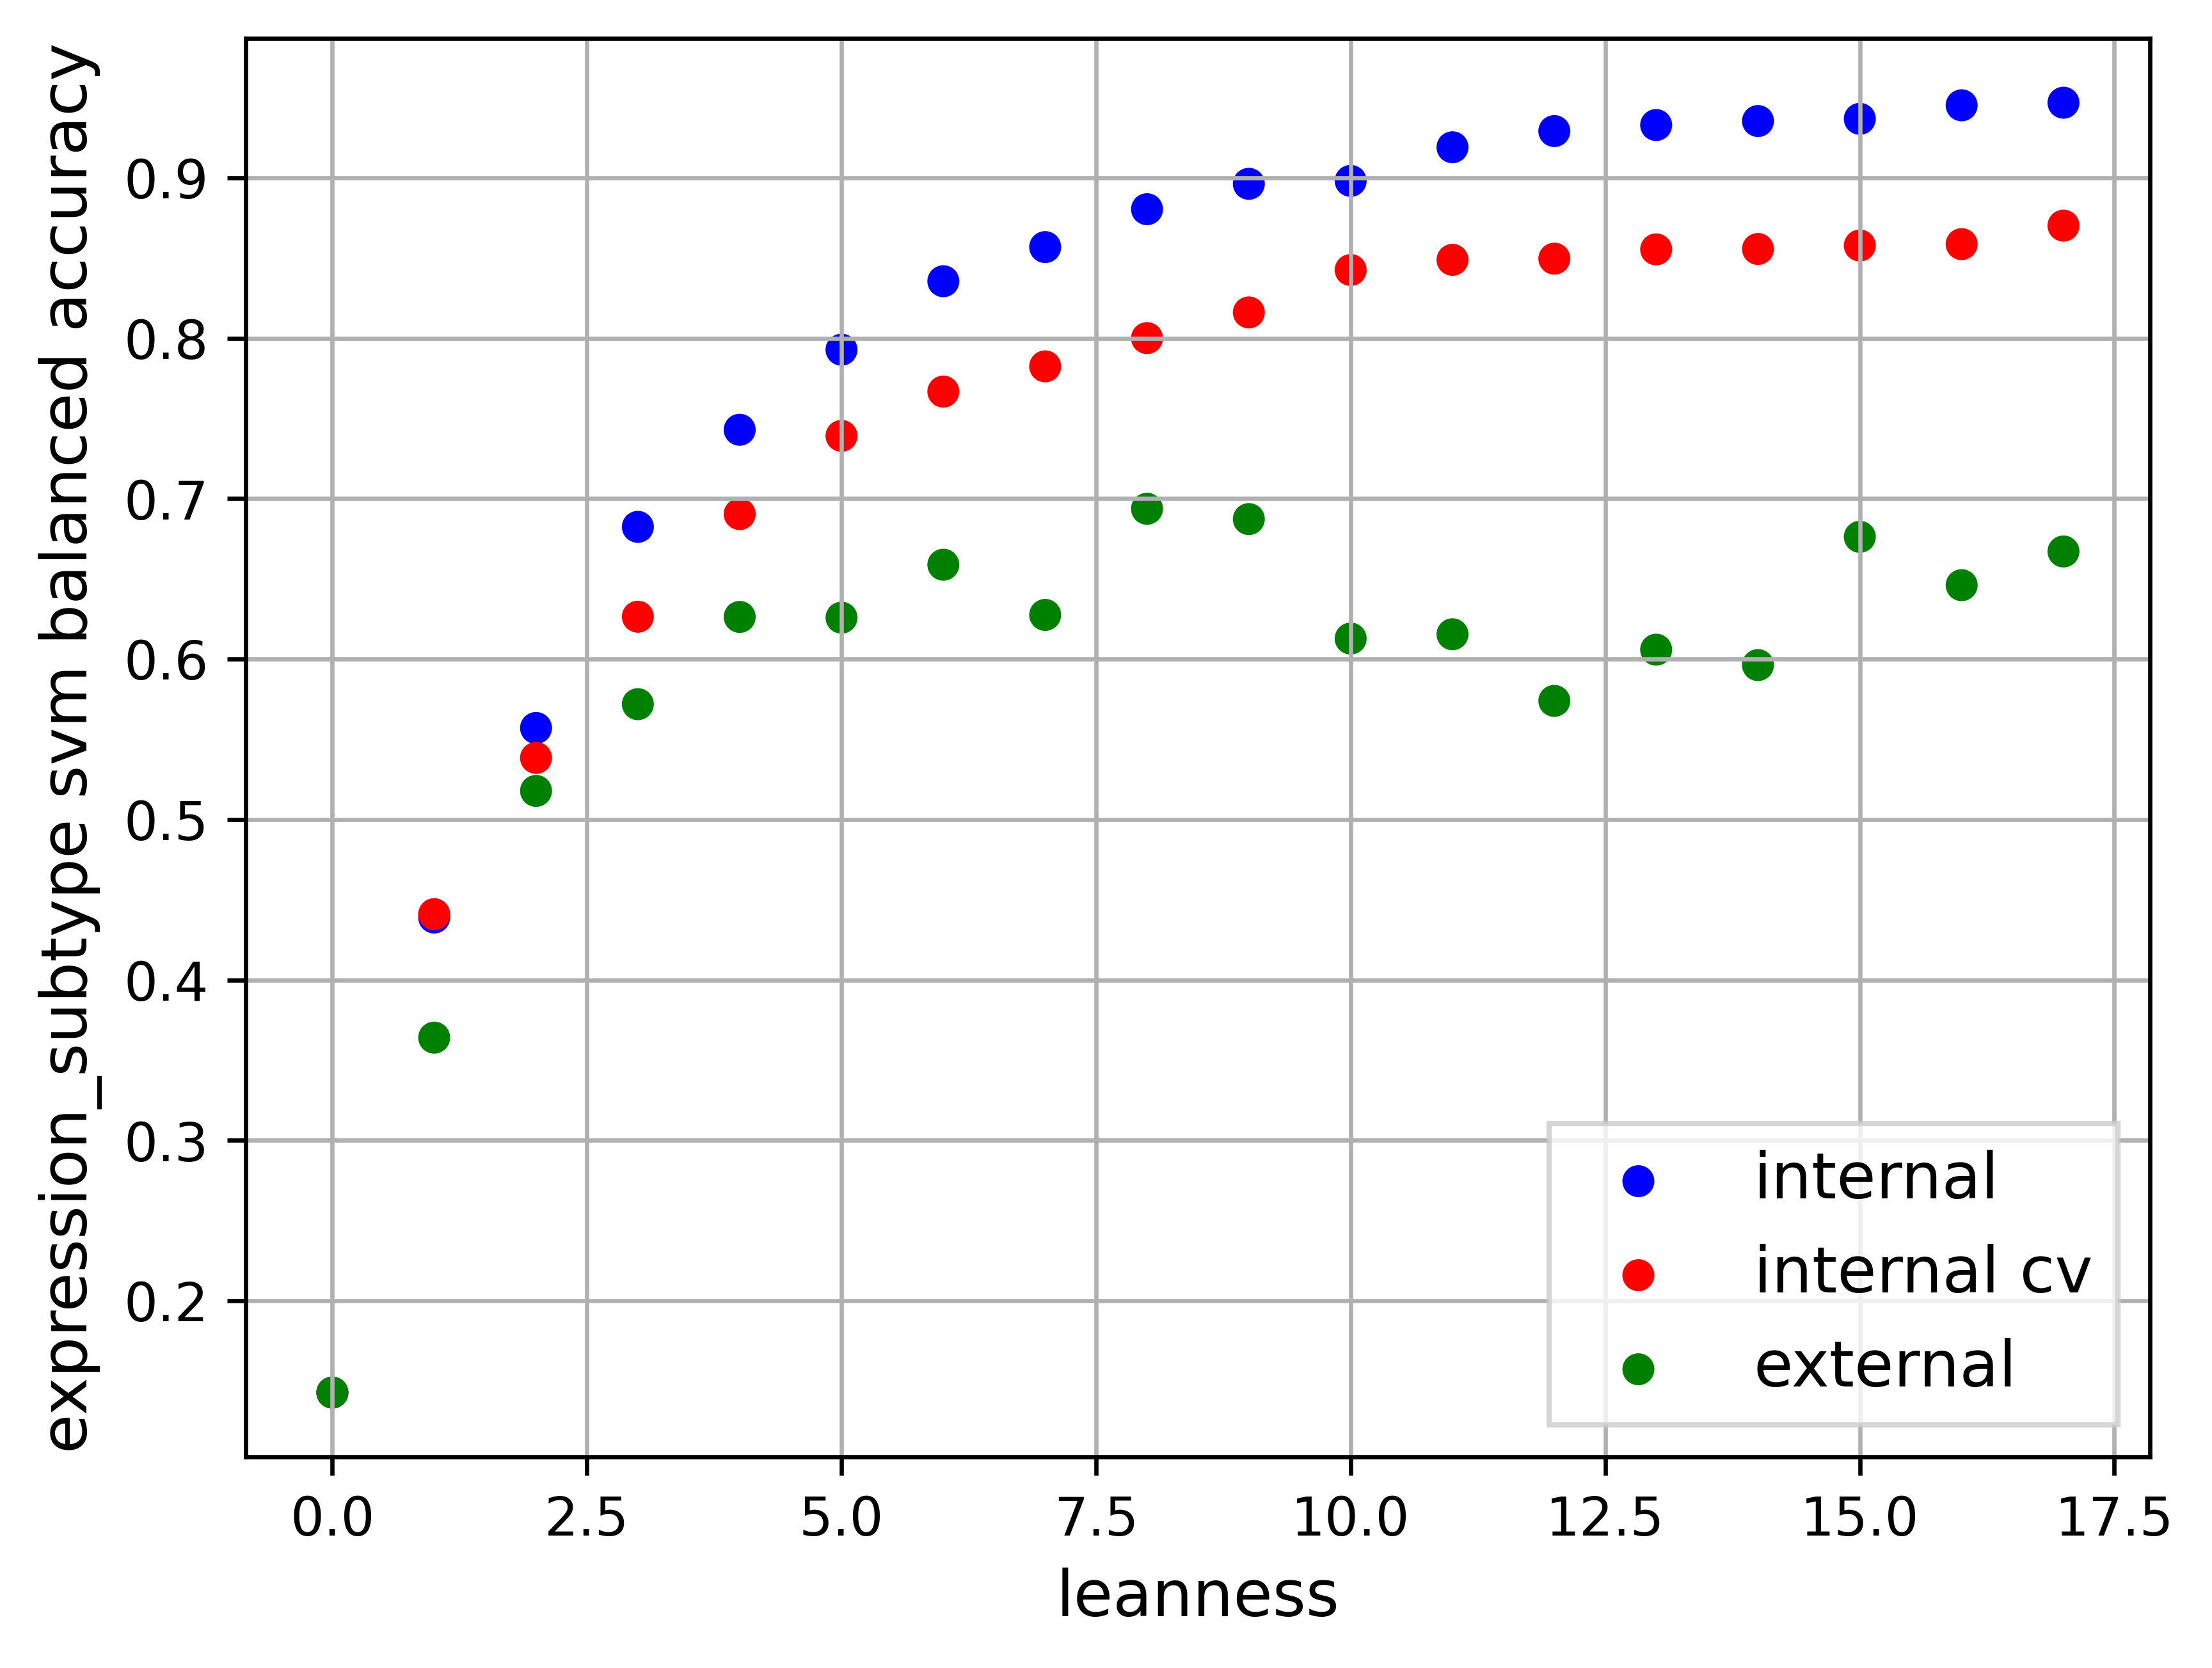 expression_subtype svm balanced accuracy
0.9
0.8
0.7
0.6
0.5
0.4
0.3
0.2
internal
internal cv
external
0.0 2.5 5.0 7.5 10.0 12.5 15.0 17.5
leanness